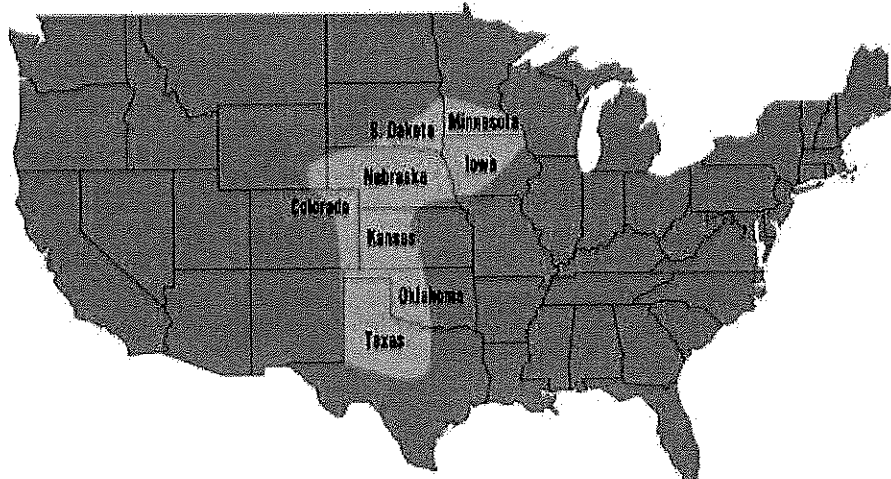 S. Dakota
Minnesota
Iowa
Nebraska
Colorado
Kansas
Oklahoma
Texas